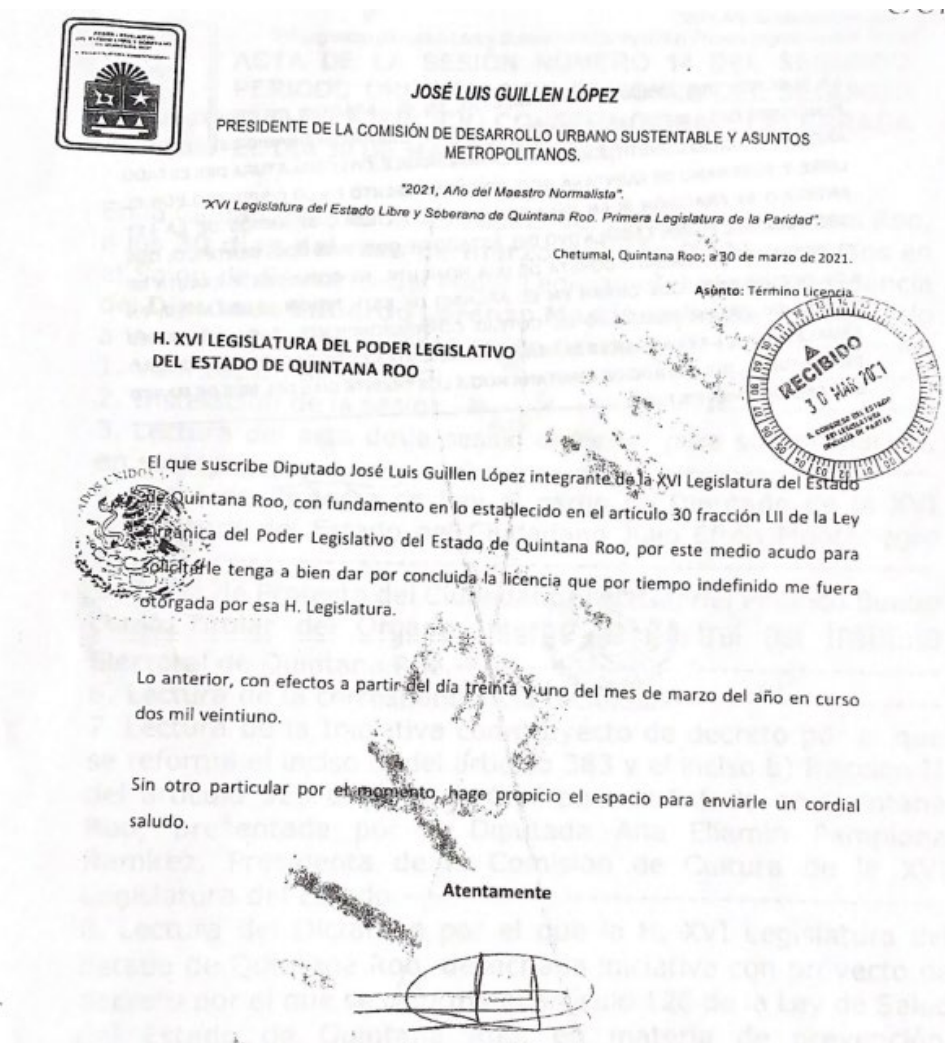 JOSÉ LUIS GUILLEN LÓPEZ
PRESIDENTE DE LA COMISIÓN DE DESARROLLO URBANO SUSTENTABLE Y ASUNTOS
METROPOLITANOS.
"2021, Año del Maestro Normalista".
"XVI Legislatura del Estado Libre y Soberano de Quintana Roo. Primera Legislatura de la Paridad".
Chetumal, Quintana Roo; a 30 de marzo de 2021.
Asunto: Término Licencia.
RECIBIDO
30 MAR 2021
H. XVI LEGISLATURA DEL PODER LEGISLATIVO
DEL ESTADO DE QUINTANA ROO
El que suscribe Diputado José Luis Guillen López integrante de la XVI Legislatura del Estado
de Quintana Roo, con fundamento en lo establecido en el artículo 30 fracción LII de la Ley
Orgánica del Poder Legislativo del Estado de Quintana Roo, por este medio acudo para
solicitarle tenga a bien dar por concluida la licencia que por tiempo indefinido me fuera
otorgada por esa H. Legislatura.
Lo anterior, con efectos a partir del día treinta y uno del mes de marzo del año en curso
dos mil veintiuno.
Sin otro particular por el momento, hago propicio el espacio para enviarle un cordial
saludo.
Atentamente